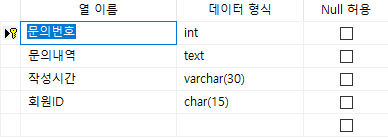 열 이름 데이터 형식 Null 허용
문의번호 int
문의내역 text
작성시간 varchar(30)
회원ID char(15)